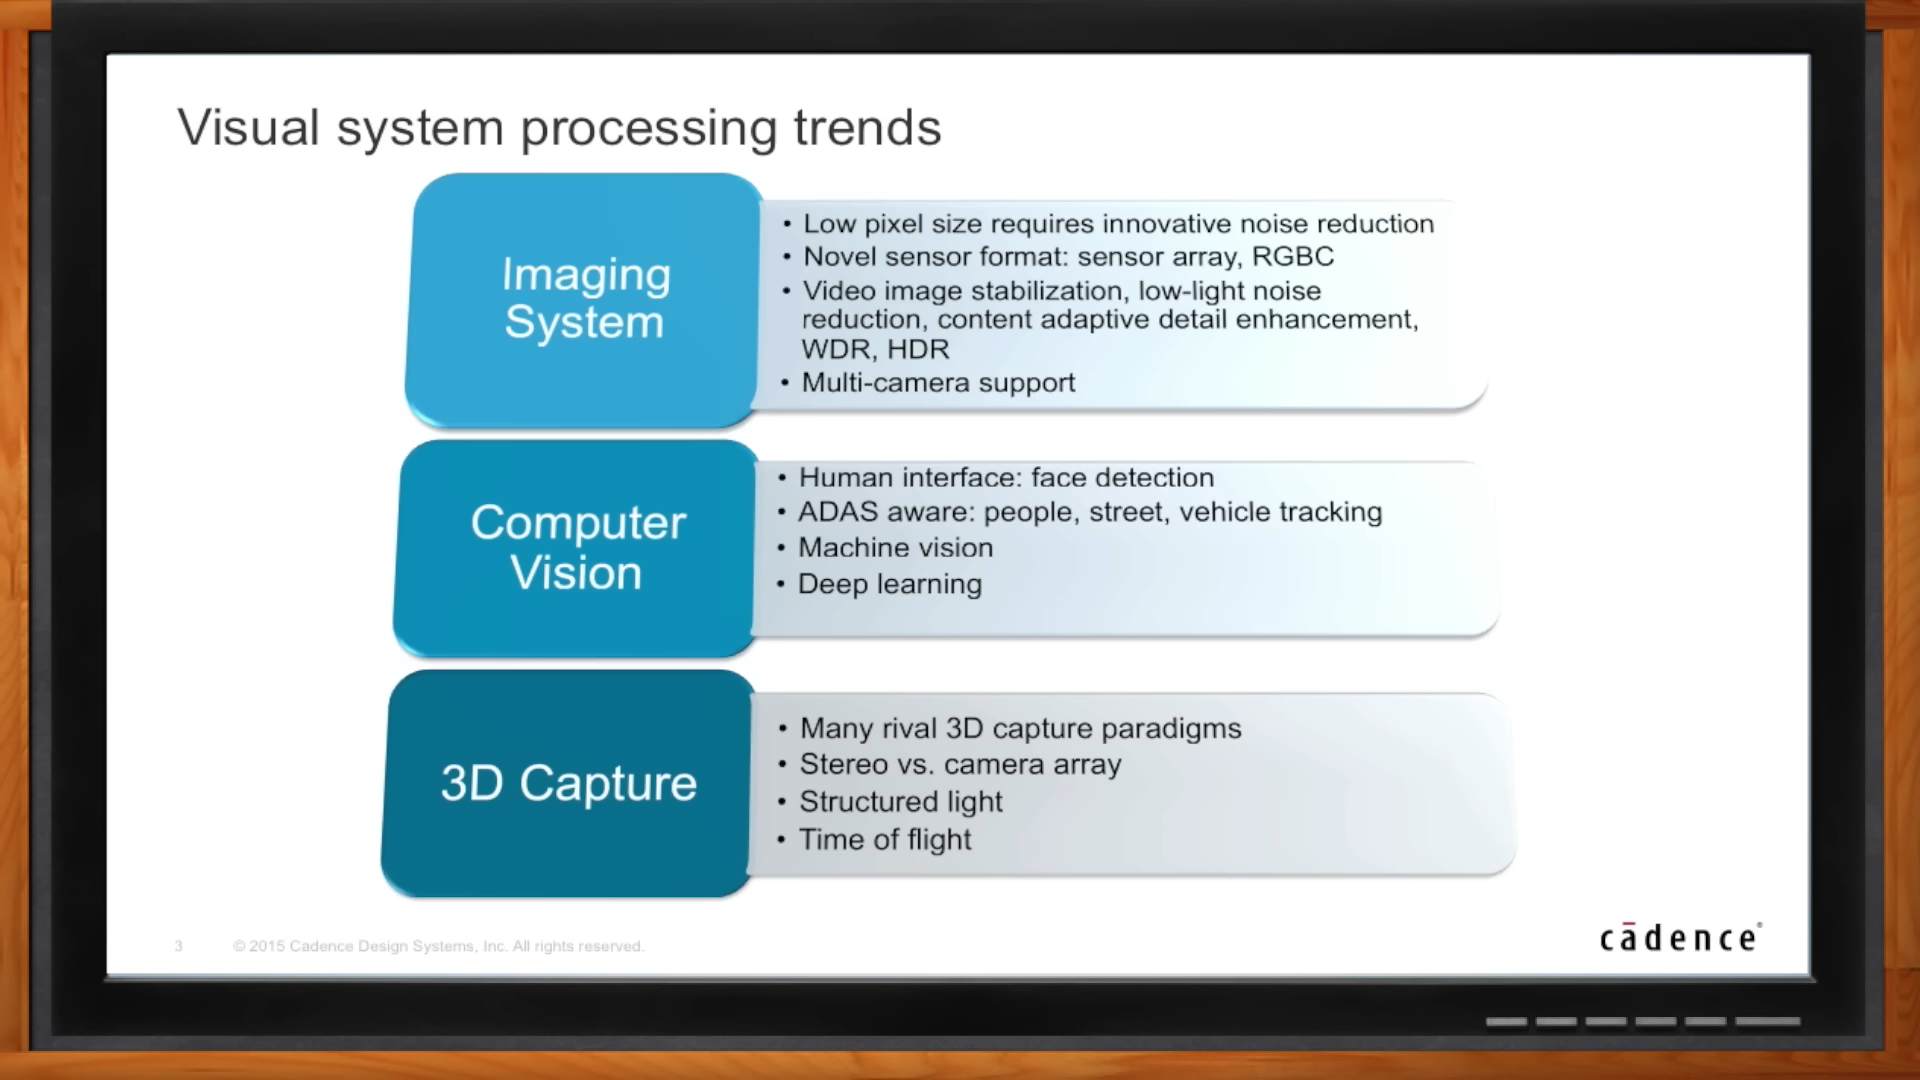 Visual system processing trends
Imaging
System
• Low pixel size requires innovative noise reduction
• Novel sensor format: sensor array, RGBC
• Video image stabilization, low-light noise
reduction, content adaptive detail enhancement,
WDR, HDR
• Multi-camera support
Computer
Vision
• Human interface: face detection
• ADAS aware: people, street, vehicle tracking
• Machine vision
• Deep learning
3D Capture
• Many rival 3D capture paradigms
• Stereo vs. camera array
• Structured light
• Time of flight
3 © 2015 Cadence Design Systems, Inc. All rights reserved.
cādence®